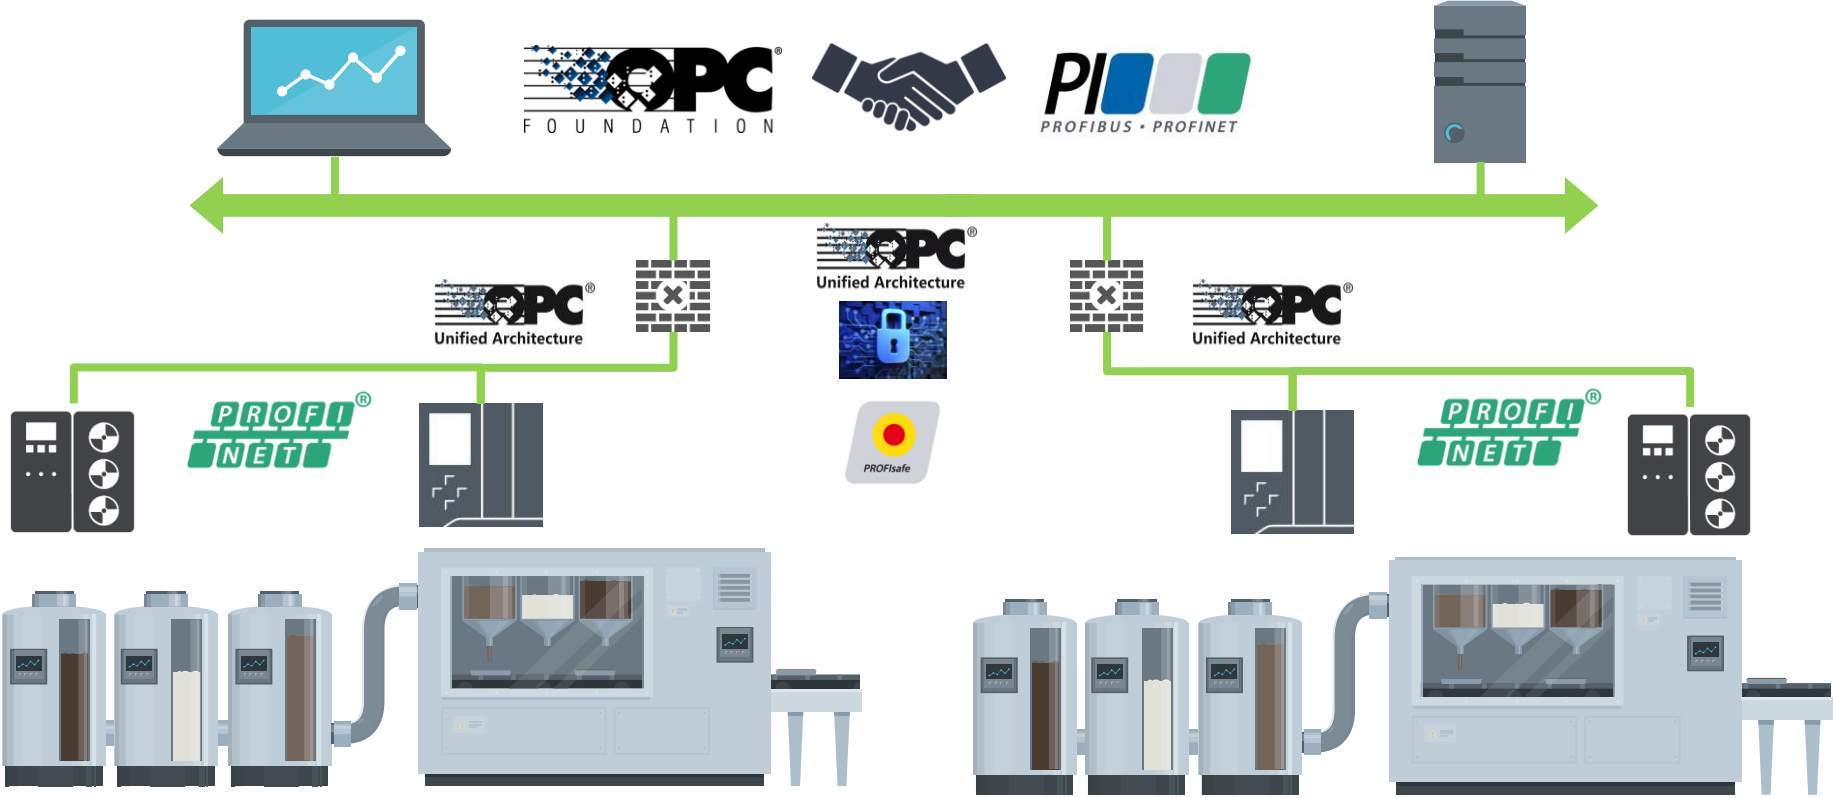 OPC®
FOUNDATION
PI
PROFIBUS • PROFINET
OPC®
Unified Architecture
OPC®
Unified Architecture
OPC®
Unified Architecture
PROFI®
NET
PROFIsafe
PROFI®
NET